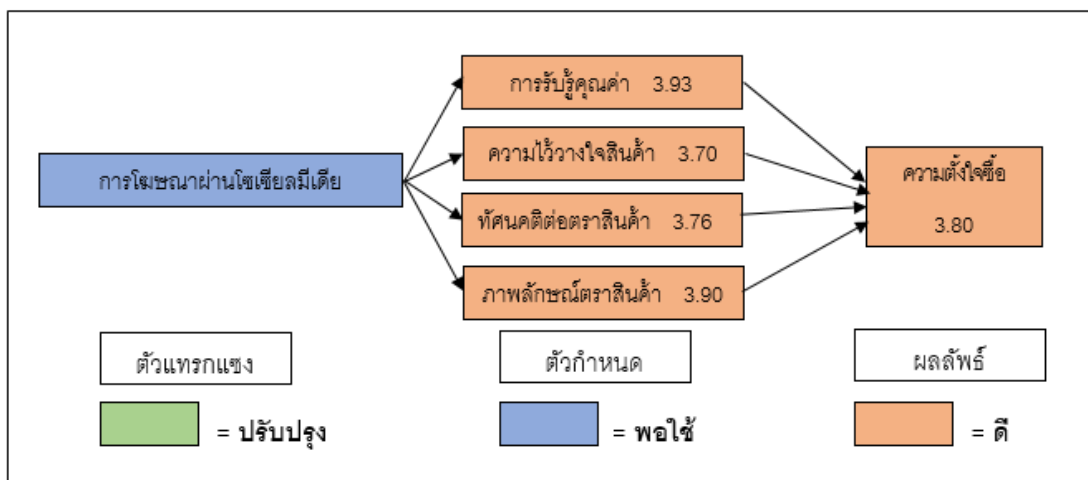 การรับรู้คุณค่า 3.93
ความไว้วางใจสินค้า 3.70
การโฆษณาผ่านโซเซียลมีเดีย
ทัศนคติต่อตราสินค้า 3.76
ภาพลักษณ์ตราสินค้า 3.90
ความตั้งใจซื้อ
3.80
ตัวแทรกแซง
ตัวกำหนด
ผลลัพธ์
= ปรับปรุง
= พอใช้
= ดี